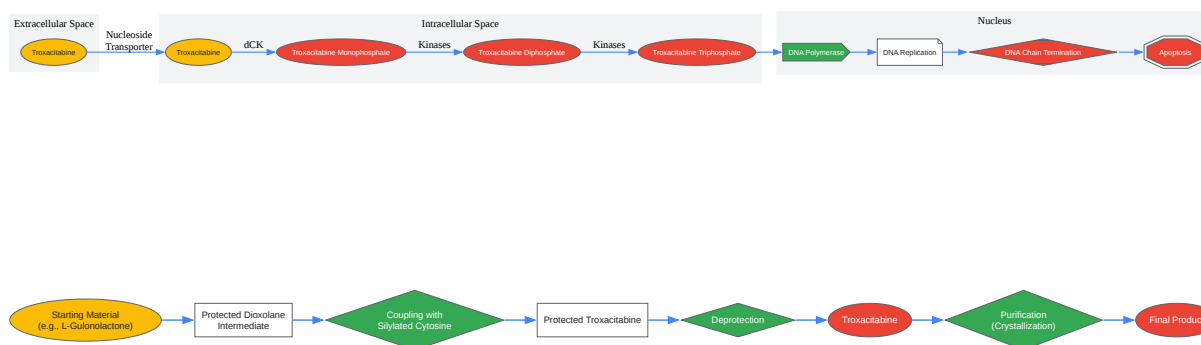 Extracellular Space
Intracellular Space
Nucleus
Troxacitabine
Nucleoside
Transporter
Troxacitabine
dCK
Troxacitabine Monophosphate
Kinases
Troxacitabine Diphosphate
Kinases
Troxacitabine Triphosphate
DNA Polymerase
DNA Replication
DNA Chain Termination
Apoptosis
Starting Material
(e.g., L-Gulonolactone)
Protected Dioxolane
Intermediate
Coupling with
Silylated Cytosine
Protected Troxacitabine
Deprotection
Troxacitabine
Purification
(Crystallization)
Final Produc